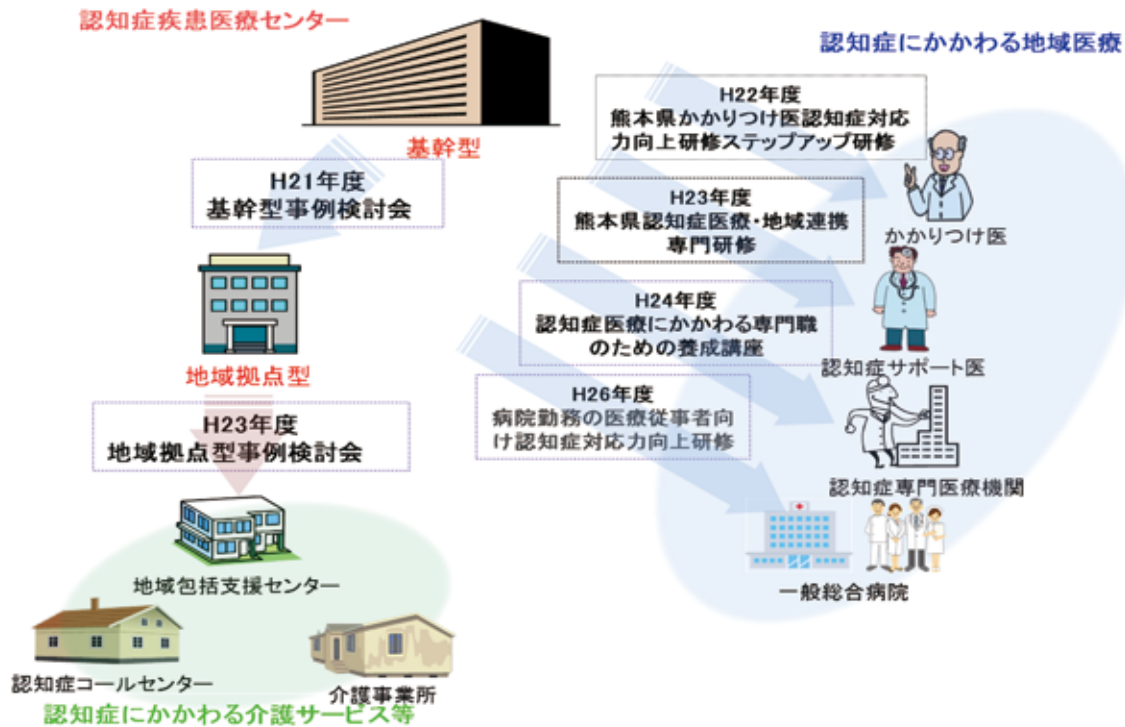 認知症疾患医療センター
認知症にかかわる地域医療
基幹型
H21年度
基幹型事例検討会
地域拠点型
H23年度
地域拠点型事例検討会
地域包括支援センター
認知症コールセンター
介護事業所
認知症にかかわる介護サービス等
H22年度
熊本県かかりつけ医認知症対応
力向上研修ステップアップ研修
かかりつけ医
H23年度
熊本県認知症医療・地域連携
専門研修
認知症サポート医
H24年度
認知症医療にかかわる専門職
のための養成講座
認知症専門医療機関
H26年度
病院勤務の医療従事者向
け認知症対応力向上研修
一般総合病院